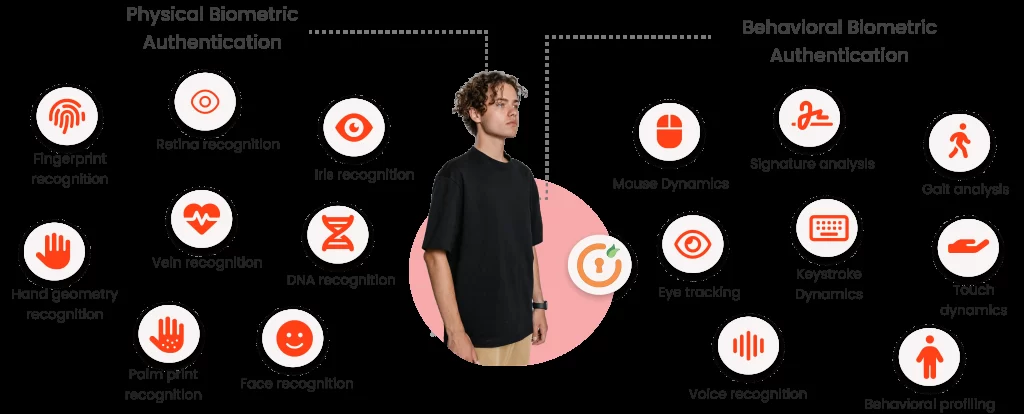 Physical Biometric
Authentication
Fingerprint
recognition
Retina recognition
Iris recognition
Hand geometry
recognition
Vein recognition
DNA recognition
Palm print
recognition
Face recognition
Behavioral Biometric
Authentication
Mouse Dynamics
Signature analysis
Gait analysis
Eye tracking
Keystroke
Dynamics
Touch
dynamics
Voice recognition
Behavioral profiling